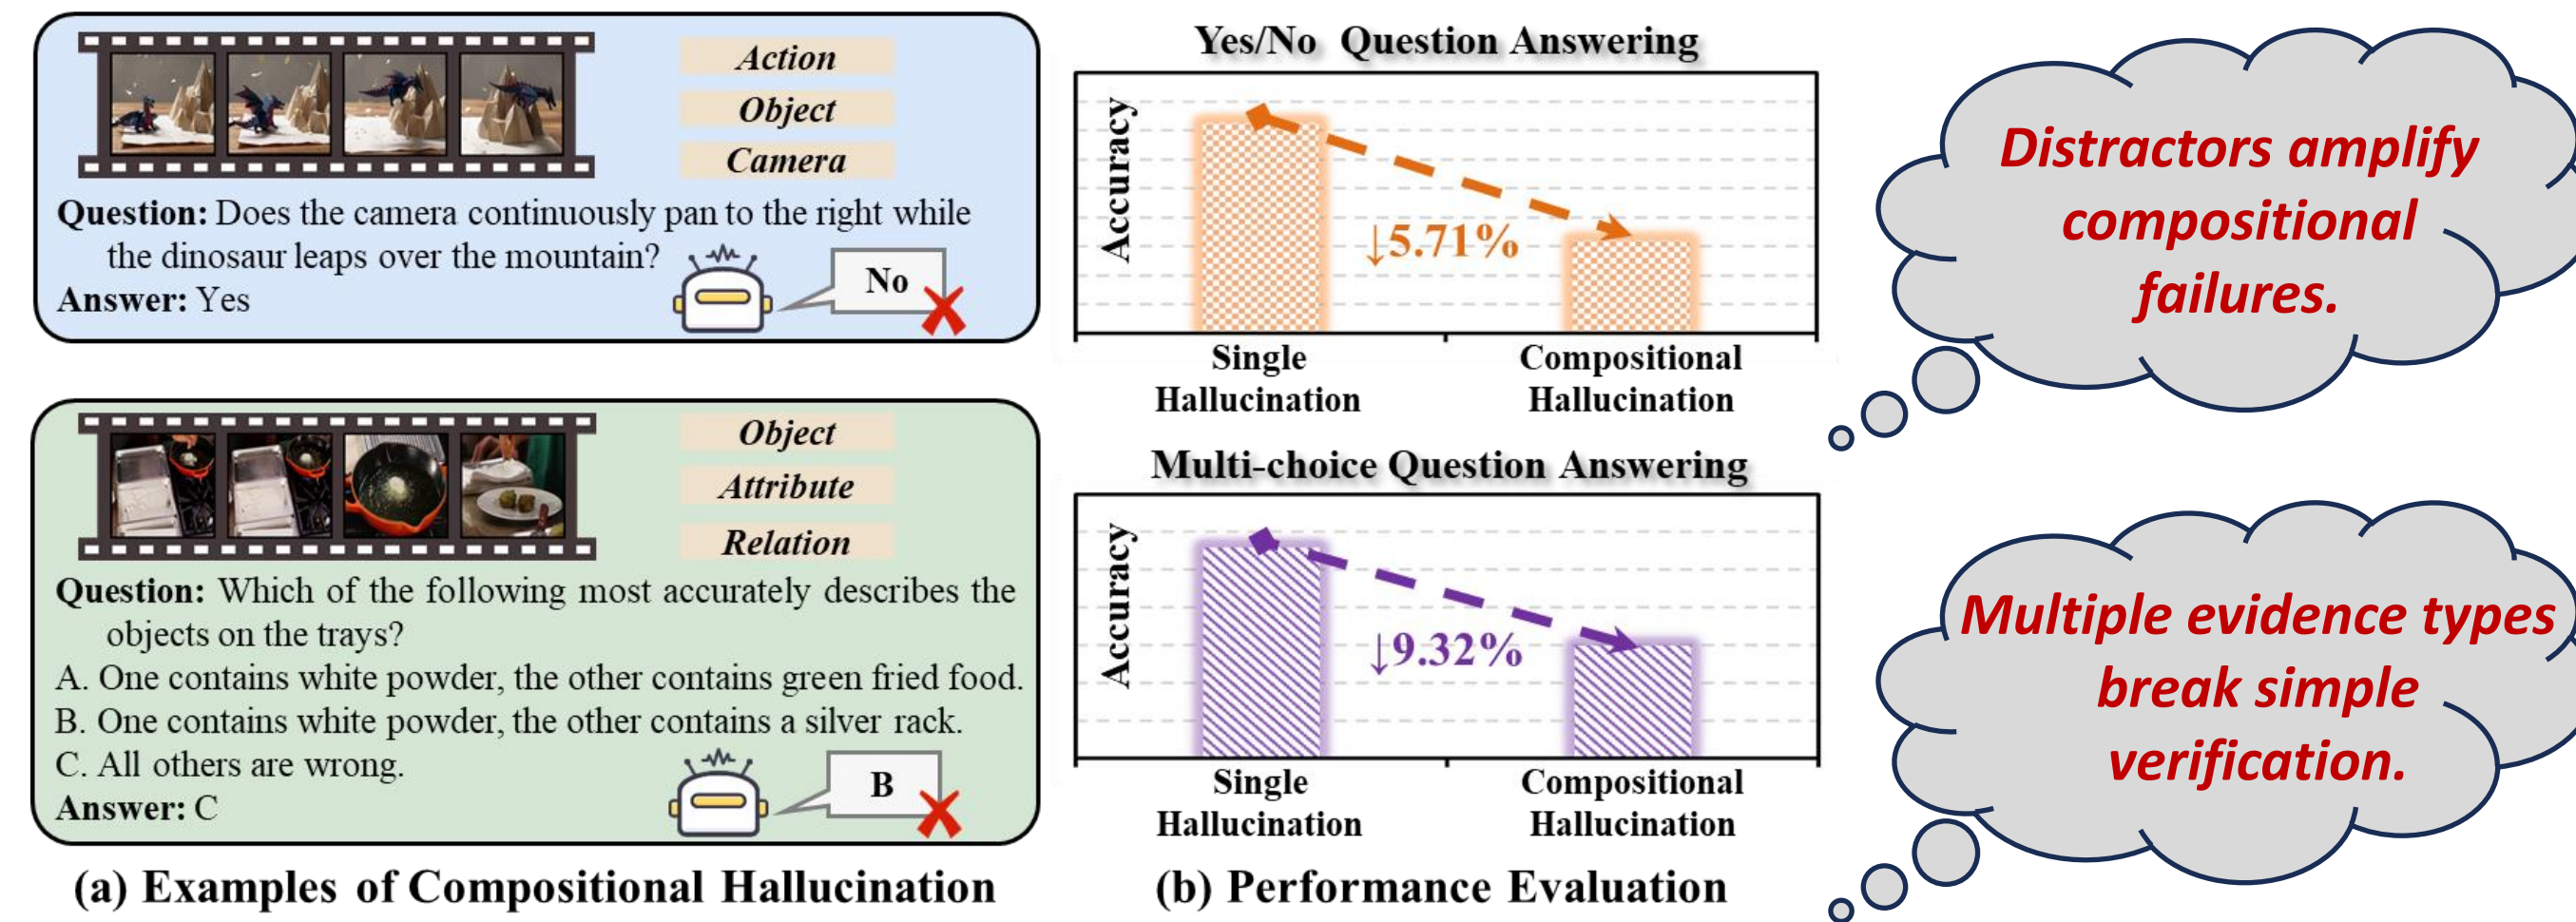 Action
Object
Camera
Question: Does the camera continuously pan to the right while
the dinosaur leaps over the mountain?
Answer: Yes
No
Object
Attribute
Relation
Question: Which of the following most accurately describes the
objects on the trays?
A. One contains white powder, the other contains green fried food.
B. One contains white powder, the other contains a silver rack.
C. All others are wrong.
Answer: C
B
(a) Examples of Compositional Hallucination
Yes/No Question Answering
Accuracy
↓5.71%
Single
Hallucination
Compositional
Hallucination
Multi-choice Question Answering
Accuracy
↓9.32%
Single
Hallucination
Compositional
Hallucination
(b) Performance Evaluation
Distractors amplify
compositional
failures.
Multiple evidence types
break simple
verification.